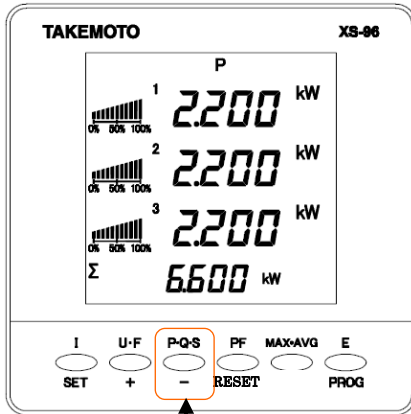 TAKEMOTO XS-96
P
1 2.200 kW
0% 50% 100%
2 2.200 kW
0% 50% 100%
3 2.200 kW
0% 50% 100%
Σ 6.600 kW
I U·F P·Q·S PF MAX·AVG E
SET + − RESET PROG